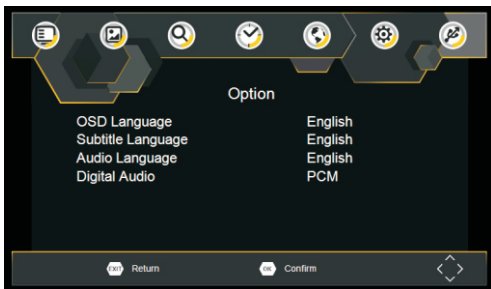 Option
OSD Language English
Subtitle Language English
Audio Language English
Digital Audio PCM
EXIT Return OK Confirm